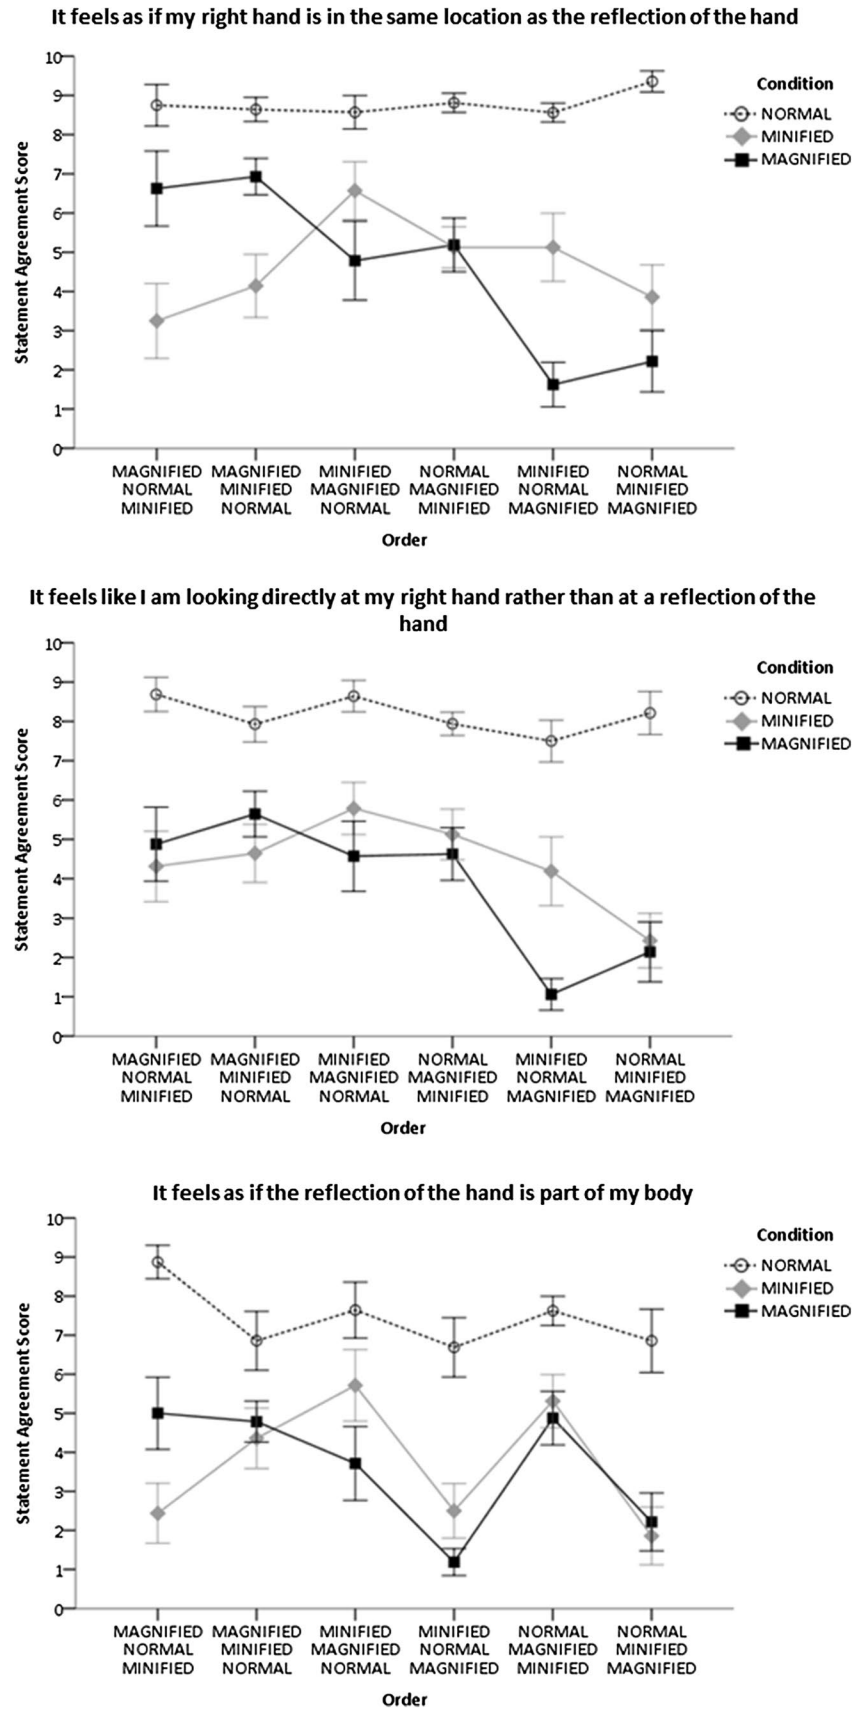 It feels as if my right hand is in the same location as the reflection of the hand
10
9
8
7
6
5
4
3
2
1
0
Statement Agreement Score
Condition
NORMAL
MINIFIED
MAGNIFIED
MAGNIFIED MAGNIFIED MINIFIED NORMAL MINIFIED NORMAL
NORMAL MINIFIED MAGNIFIED MAGNIFIED NORMAL MINIFIED
MINIFIED NORMAL NORMAL MINIFIED MAGNIFIED MAGNIFIED
Order
It feels like I am looking directly at my right hand rather than at a reflection of the
hand
10
9
8
7
6
5
4
3
2
1
0
Statement Agreement Score
Condition
NORMAL
MINIFIED
MAGNIFIED
MAGNIFIED MAGNIFIED MINIFIED NORMAL MINIFIED NORMAL
NORMAL MINIFIED MAGNIFIED MAGNIFIED NORMAL MINIFIED
MINIFIED NORMAL NORMAL MINIFIED MAGNIFIED MAGNIFIED
Order
It feels as if the reflection of the hand is part of my body
10
9
8
7
6
5
4
3
2
1
0
Statement Agreement Score
Condition
NORMAL
MINIFIED
MAGNIFIED
MAGNIFIED MAGNIFIED MINIFIED MINIFIED NORMAL NORMAL
NORMAL MINIFIED MAGNIFIED NORMAL MAGNIFIED MINIFIED
MINIFIED NORMAL NORMAL MAGNIFIED MINIFIED MAGNIFIED
Order